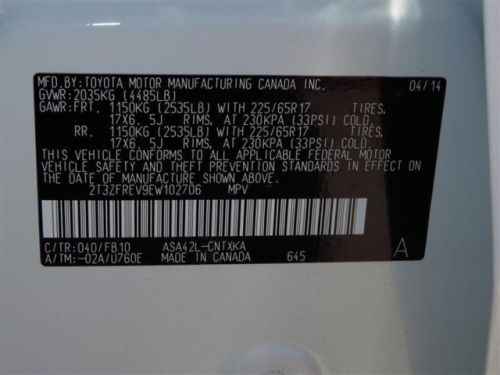 MFD.BY:TOYOTA MOTOR MANUFACTURING CANADA INC. 04/14
GVWR:2035KG (4485LB)
GAWR:FRT. 1150KG (2535LB) WITH 225/65R17 TIRES,
17X6. 5J RIMS, AT 230KPA (33PSI) COLD.
RR. 1150KG (2535LB) WITH 225/65R17 TIRES,
17X6. 5J RIMS, AT 230KPA (33PSI) COLD.
THIS VEHICLE CONFORMS TO ALL APPLICABLE FEDERAL MOTOR
VEHICLE SAFETY AND THEFT PREVENTION STANDARDS IN EFFECT
ON THE DATE OF MANUFACTURE SHOWN ABOVE.
2T3ZFREV9EW102706 MPV
C/TR:040/FB10 ASA42L-CNTXKA
A/TM:-02A/U760E MADE IN CANADA 645 A